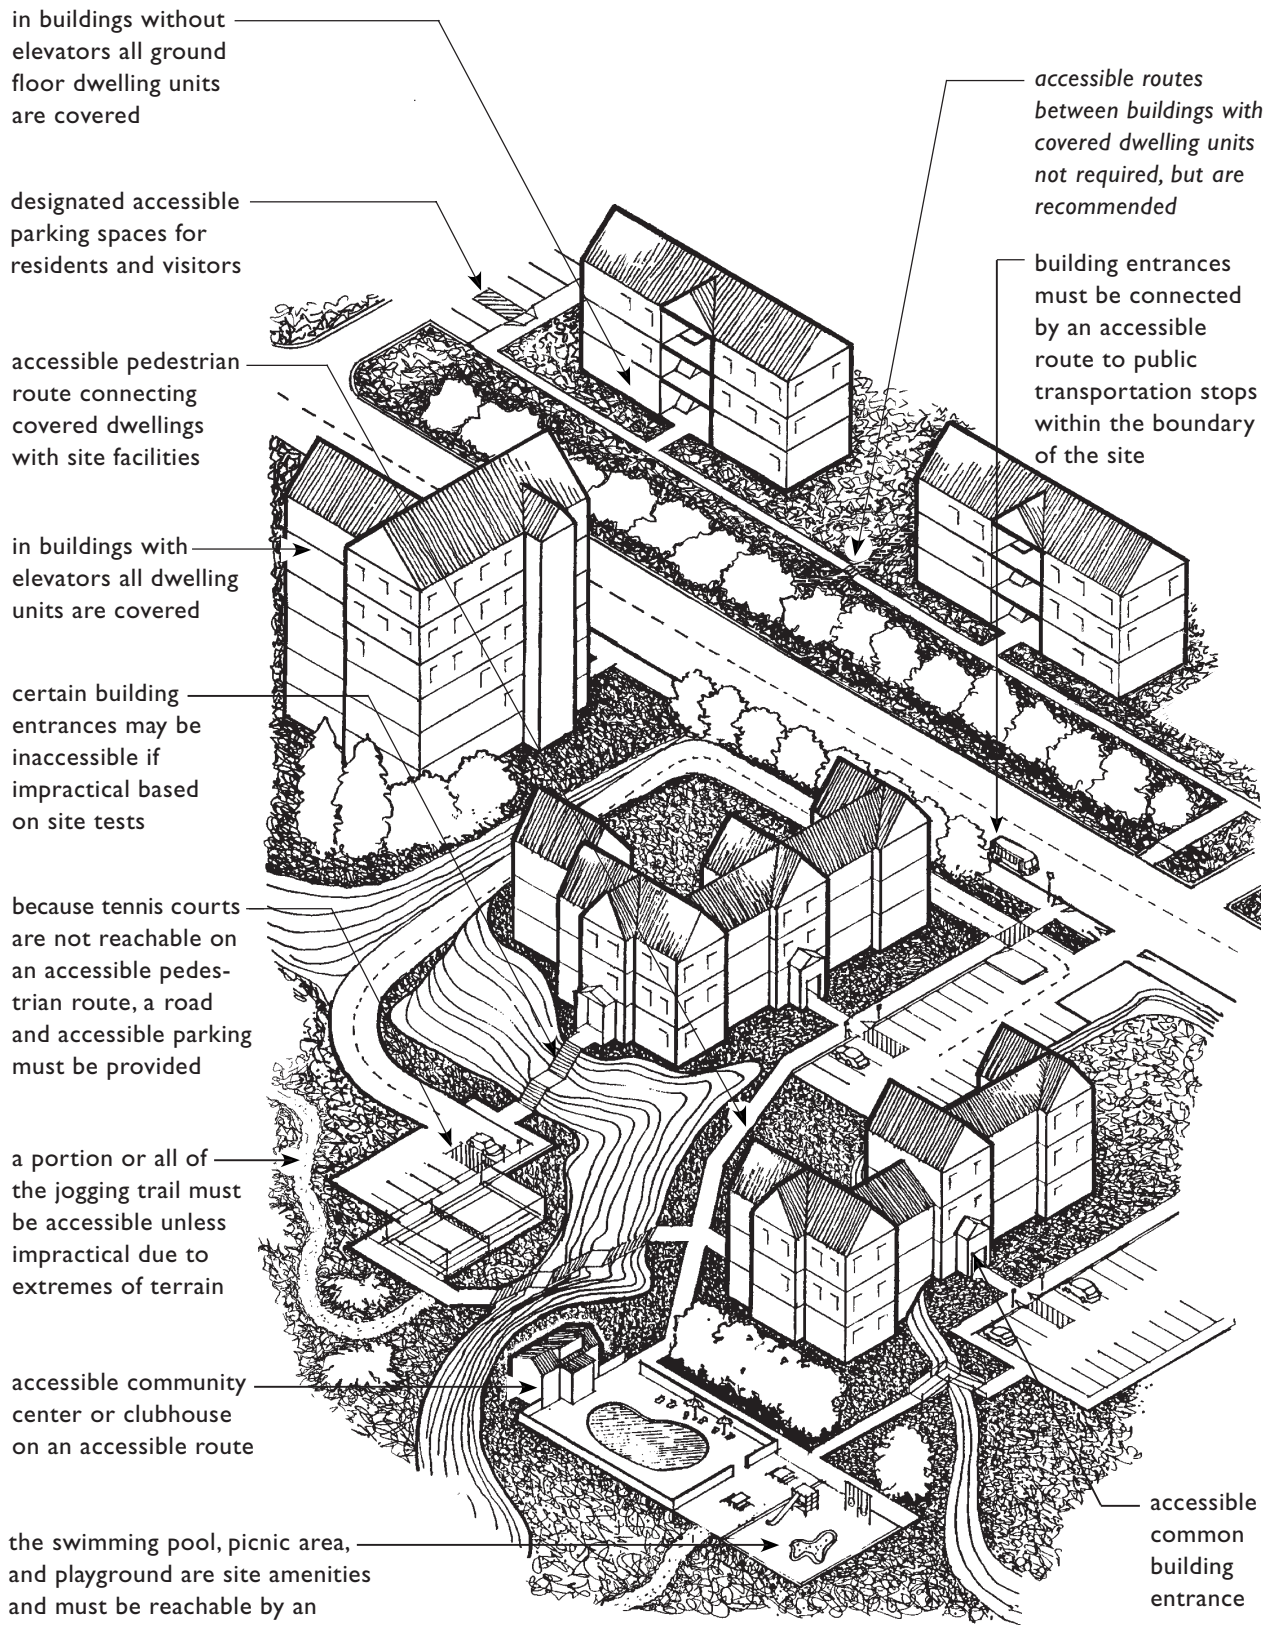 in buildings without
elevators all ground
floor dwelling units
are covered
accessible routes
between buildings with
covered dwelling units
not required, but are
recommended
designated accessible
parking spaces for
residents and visitors
building entrances
must be connected
by an accessible
route to public
transportation stops
within the boundary
of the site
accessible pedestrian
route connecting
covered dwellings
with site facilities
in buildings with
elevators all dwelling
units are covered
certain building
entrances may be
inaccessible if
impractical based
on site tests
because tennis courts
are not reachable on
an accessible pedes-
trian route, a road
and accessible parking
must be provided
a portion or all of
the jogging trail must
be accessible unless
impractical due to
extremes of terrain
accessible community
center or clubhouse
on an accessible route
the swimming pool, picnic area,
and playground are site amenities
and must be reachable by an
accessible
common
building
entrance